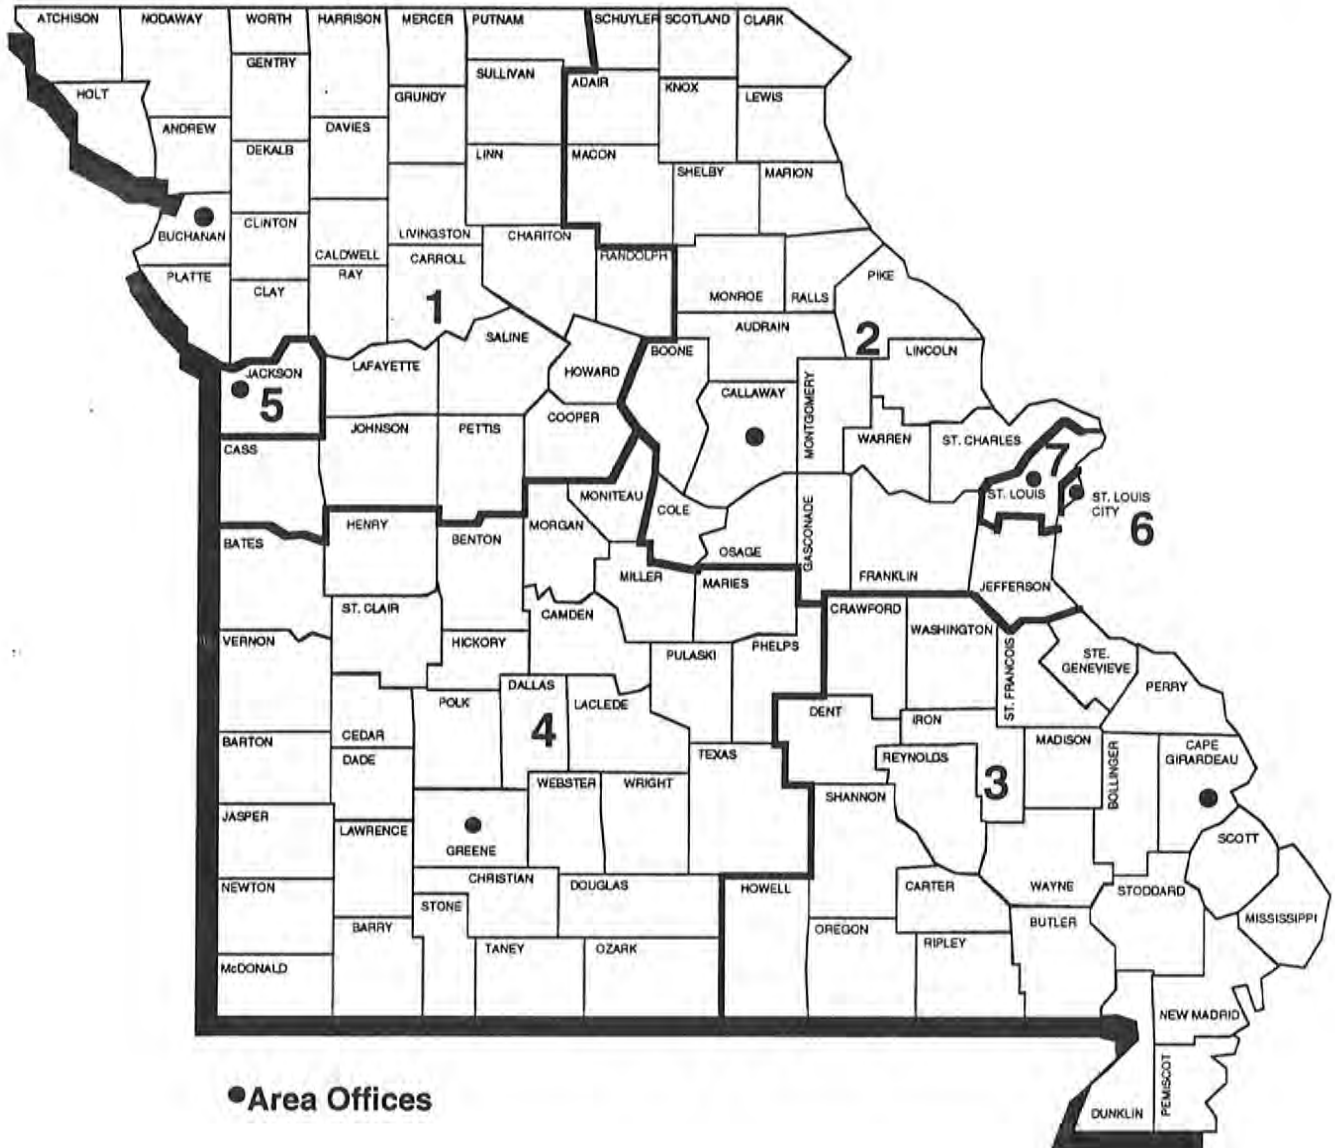 ATCHISON NODAWAY WORTH HARRISON MERCER PUTNAM SCHUYLER SCOTLAND CLARK
GENTRY SULLIVAN ADAIR KNOX
HOLT GRUNDY LEWIS
ANDREW DAVIES
DEKALB LINN MACON
SHELBY MARION
CLINTON
BUCHANAN LIVINGSTON CHARITON
CALDWELL CARROLL RANDOLPH
PLATTE RAY PIKE
CLAY 1 MONROE RALLS
AUDRAIN
SALINE 2
LAFAYETTE BOONE LINCOLN
JACKSON HOWARD
5 CALLAWAY
MONTGOMERY
COOPER
JOHNSON PETTIS WARREN ST. CHARLES
CASS 7
MONITEAU ST. LOUIS ST. LOUIS
CITY
COLE 6
HENRY MORGAN GASCONADE
BATES BENTON OSAGE
MILLER MARIES FRANKLIN JEFFERSON
ST. CLAIR CAMDEN CRAWFORD
WASHINGTON
VERNON HICKORY PULASKI PHELPS STE.
GENEVIEVE
ST. FRANCOIS
DALLAS PERRY
POLK LACLEDE DENT
IRON
CEDAR 4 MADISON
BARTON CAPE
GIRARDEAU
DADE TEXAS REYNOLDS BOLLINGER
WEBSTER WRIGHT 3
SHANNON
JASPER
LAWRENCE SCOTT
GREENE
CHRISTIAN DOUGLAS HOWELL CARTER WAYNE STODDARD
NEWTON
STONE MISSISSIPPI
BARRY OREGON BUTLER
TANEY OZARK RIPLEY
McDONALD
NEW MADRID
PEMISCOT
Area Offices
DUNKLIN